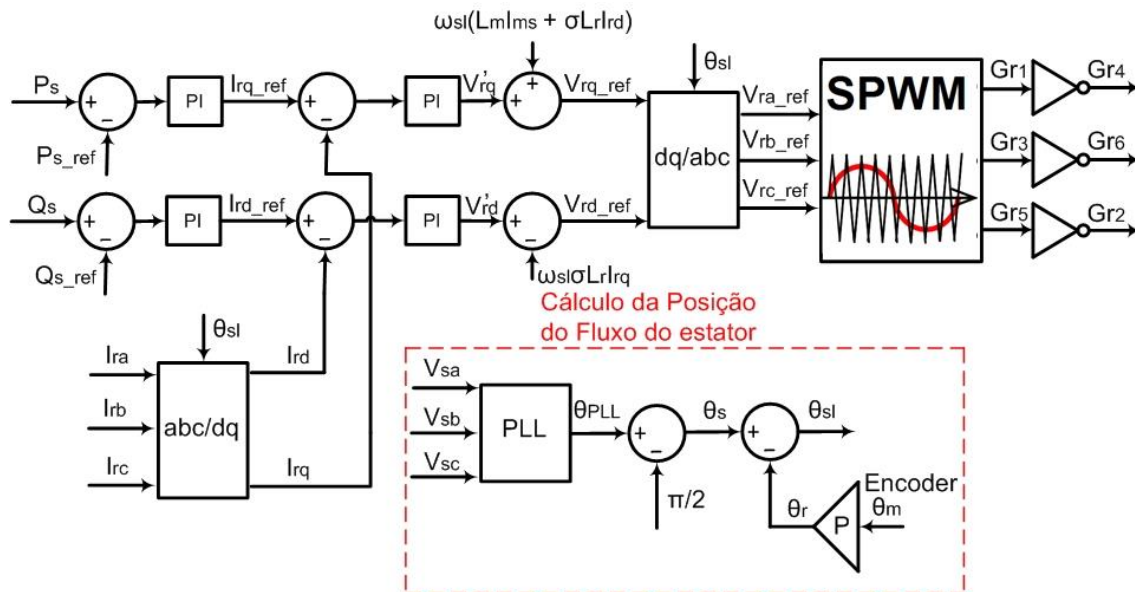 ωsl(LmIms + σLrIrd)
Ps
+
−
Ps_ref
PI
Irq_ref
+
−
PI
V'rq
+
+
Vrq_ref
θsl
dq/abc
Vra_ref
Vrb_ref
Vrc_ref
SPWM
Gr1
Gr4
Gr3
Gr6
Gr5
Gr2
Qs
+
−
Qs_ref
PI
Ird_ref
+
−
PI
V'rd
+
−
Vrd_ref
ωslσLrIrq
θsl
Ira
Irb
Irc
abc/dq
Ird
Irq
Cálculo da Posição
do Fluxo do estator
Vsa
Vsb
Vsc
PLL
θPLL
+
−
π/2
θs
+
−
θsl
θr
P
Encoder
θm